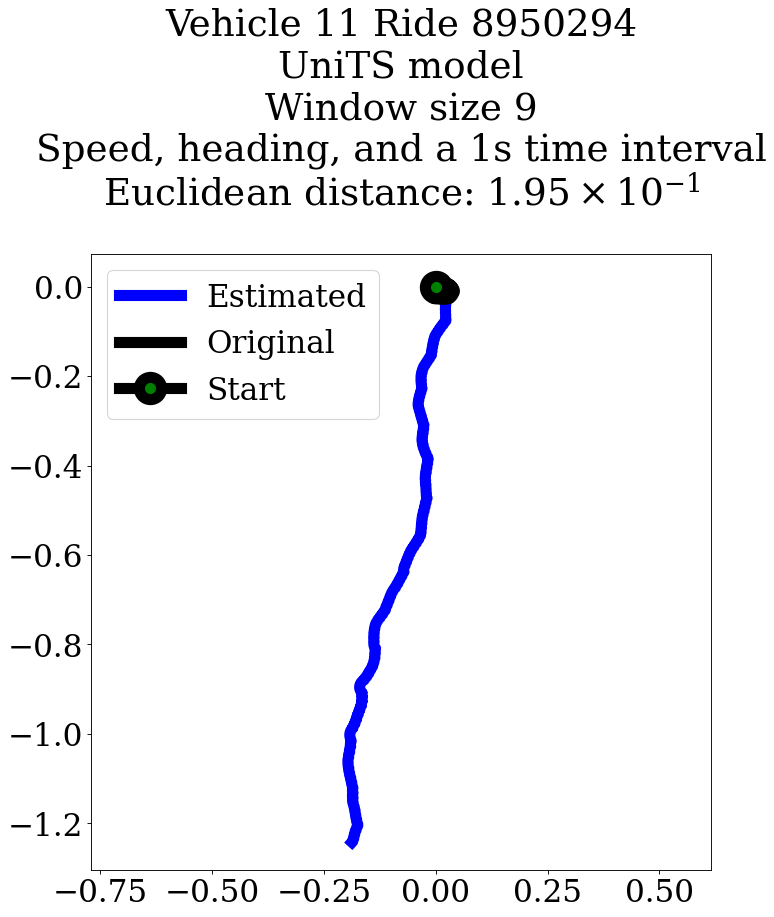 Vehicle 11 Ride 8950294
UniTS model
Window size 9
Speed, heading, and a 1s time interval
Euclidean distance: 1.95 × 10⁻¹
Estimated
Original
Start
0.0
−0.2
−0.4
−0.6
−0.8
−1.0
−1.2
−0.75 −0.50 −0.25 0.00 0.25 0.50